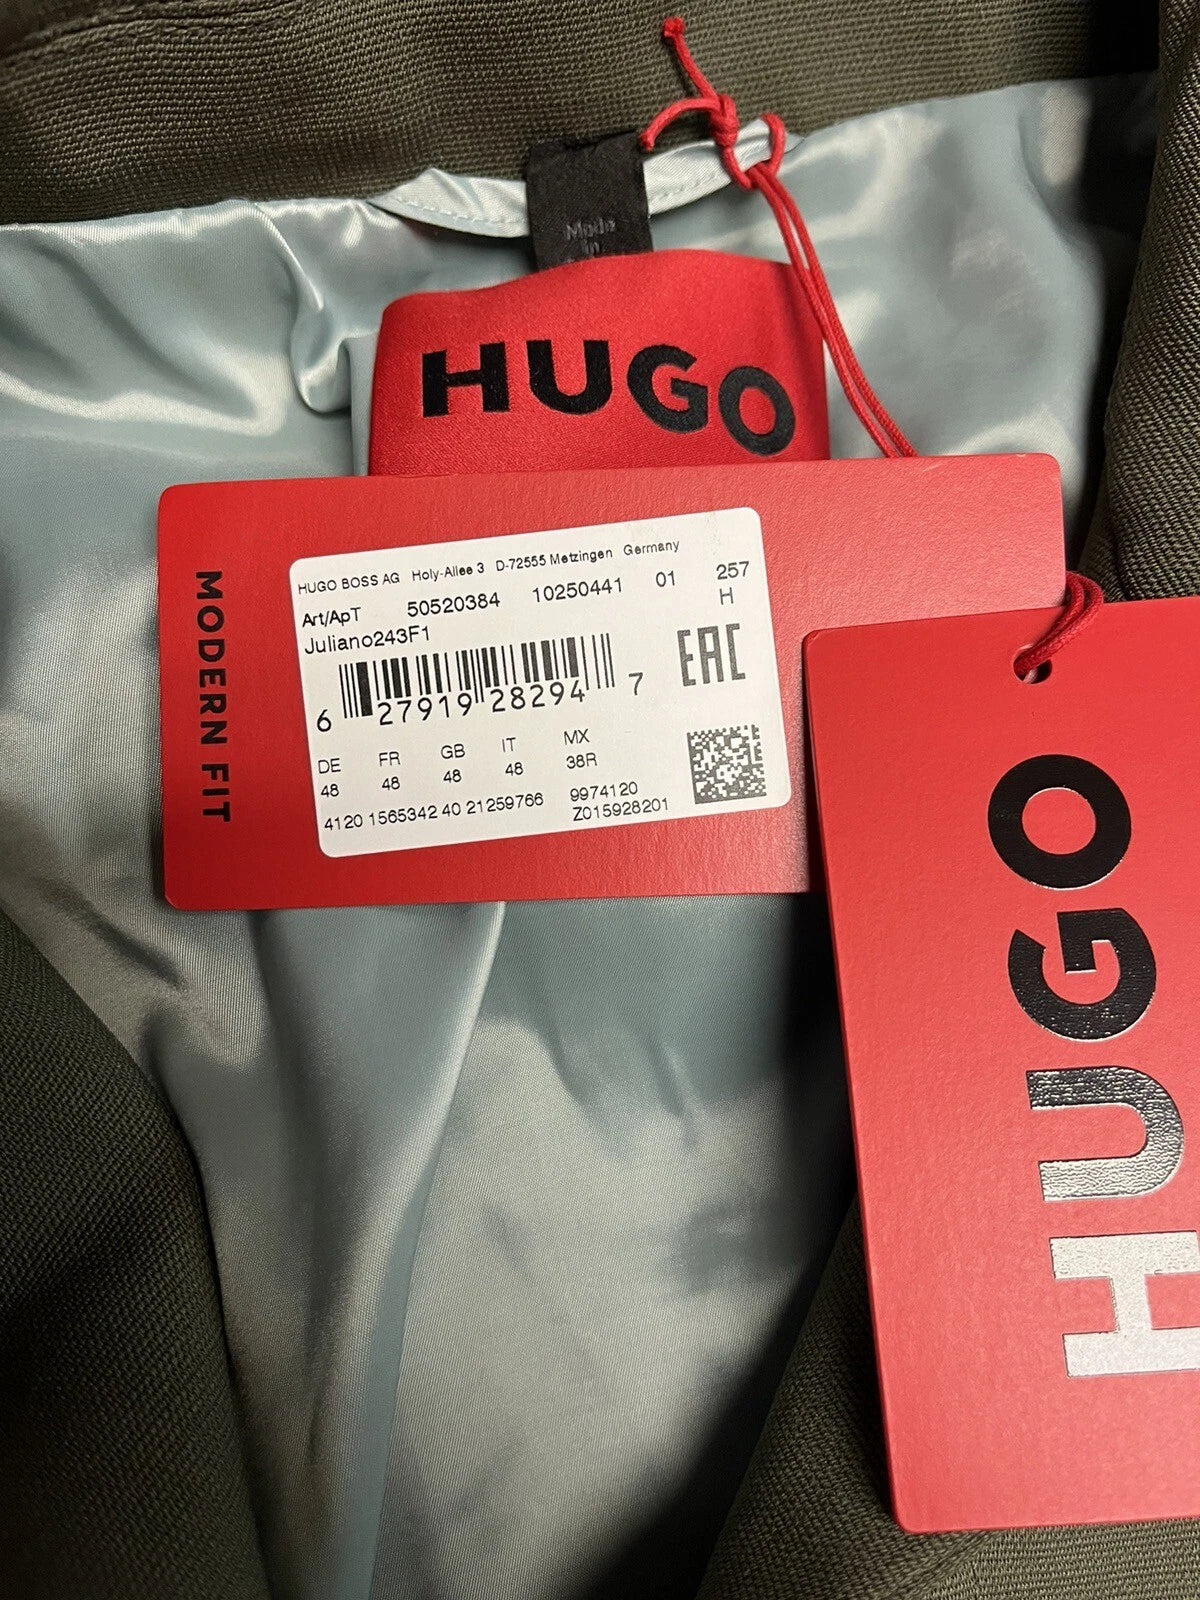 Made
in
HUGO
MODERN FIT
HUGO BOSS AG Holy-Allee 3 D-72555 Metzingen Germany
Art/ApT 50520384 10250441 01 257
H
Juliano243F1
EAC
6 27919 28294 7
DE FR GB IT MX
48 48 48 48 38R
4120 1565342 40 21259766 9974120
Z015928201
HUGO